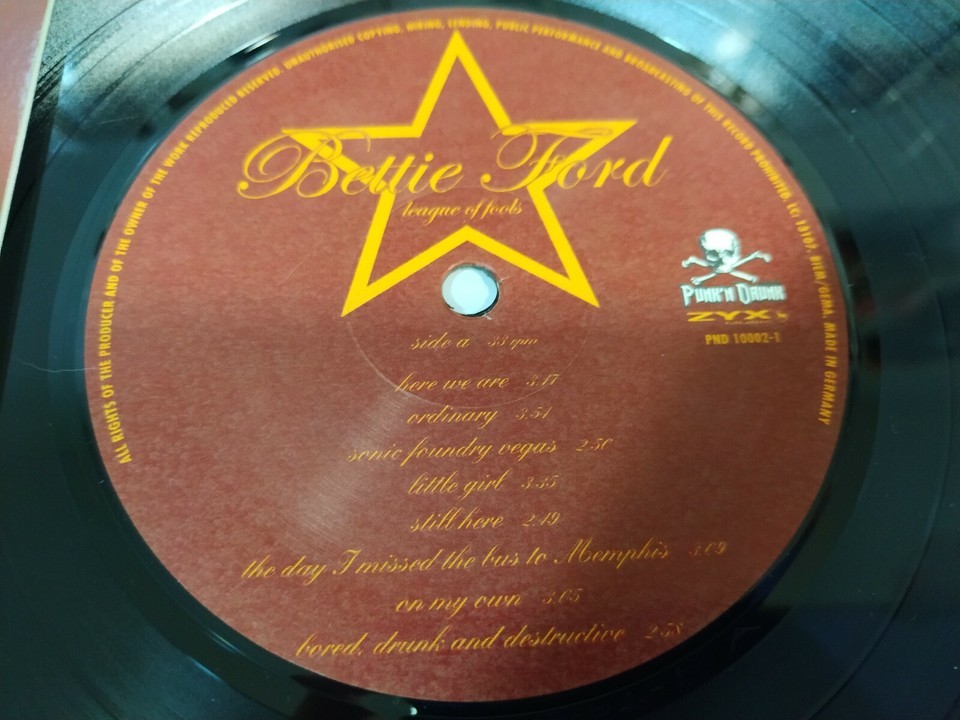 ALL RIGHTS OF THE PRODUCER AND OF THE OWNER OF THE WORK REPRODUCED RESERVED. UNAUTHORISED COPYING, HIRING, LENDING, PUBLIC PERFORMANCE AND BROADCASTING OF THIS RECORD PROHIBITED. LC 13107, BIEM/GEMA. MADE IN GERMANY
Bettie Ford
league of fools
PUNK'N DRUNK
ZYX
PND 10002-1
side a 33 rpm
here we are 3.17
ordinary 3.51
sonic foundry vegas 2.50
little girl 3.35
still here 2.49
the day I missed the bus to Memphis 3.09
on my own 3.05
bored, drunk and destructive 2.58